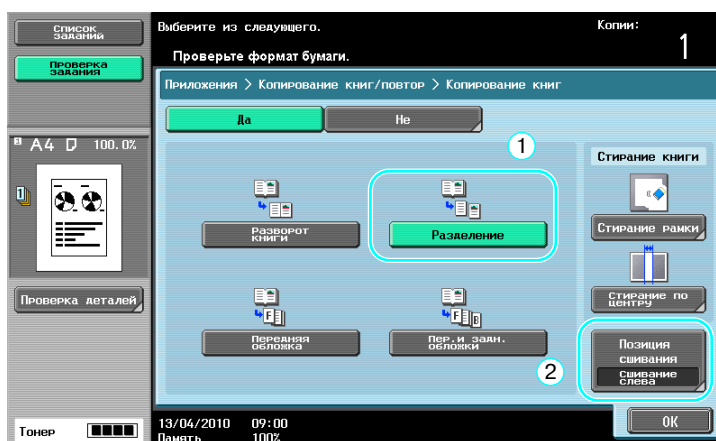 Список
заданий
Проверка
задания
A4 100.0%
1
Проверка деталей
Тонер
Выберите из следующего.
Проверьте формат бумаги.
Копии:
1
Приложения > Копирование книг/повтор > Копирование книг
Да
Не
1
Разворот
книги
Разделение
Передняя
обложка
F
Пер.и задн.
обложки
F B
Стирание книги
Стирание рамки
Стирание по
центру
2
Позиция
сшивания
Сшивание
слева
OK
13/04/2010 09:00
Память 100%